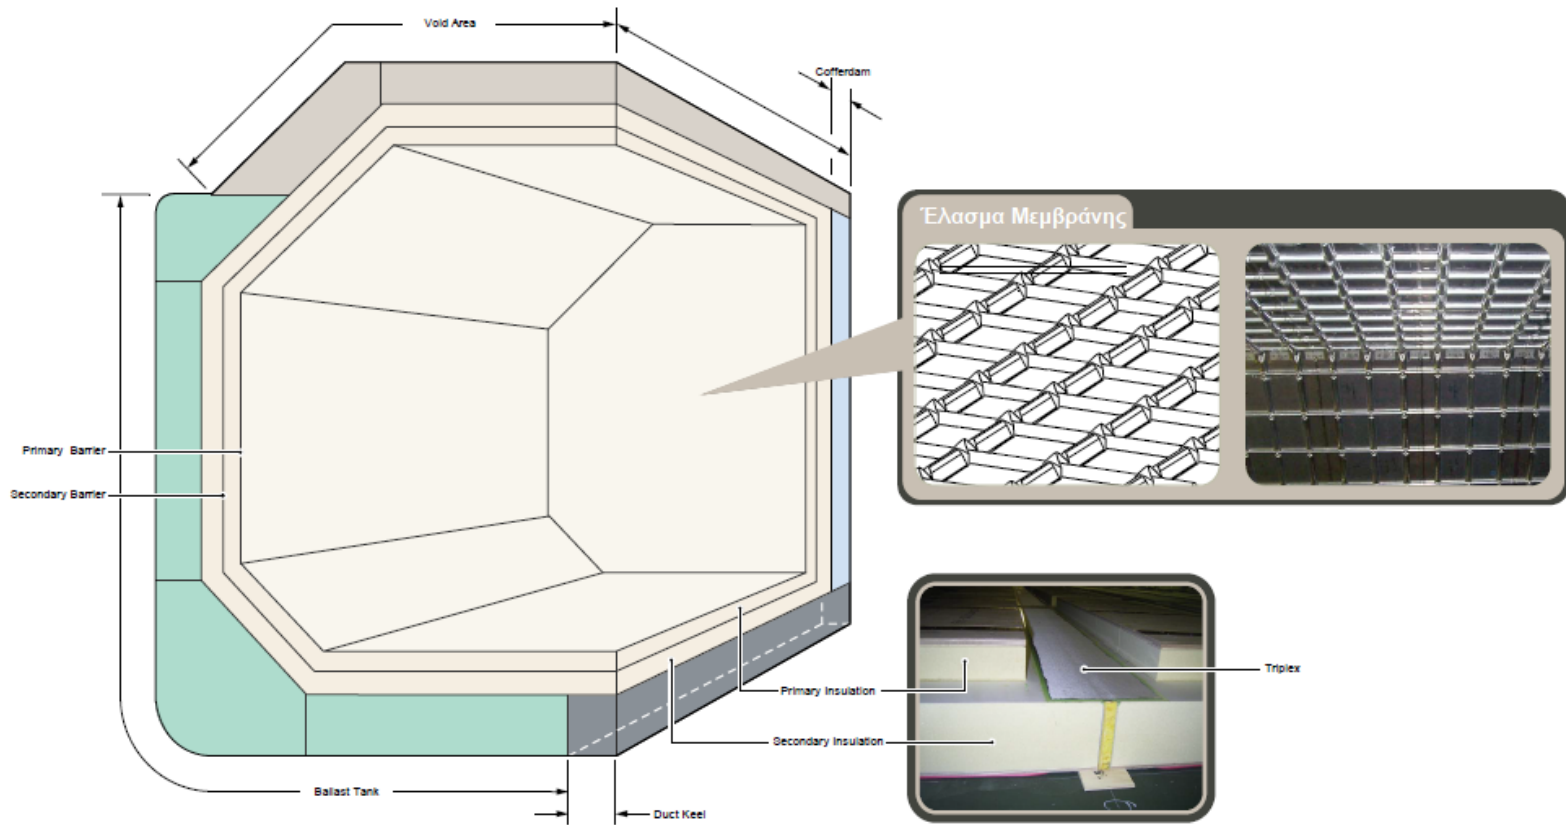 Void Area
Cofferdam
Έλασμα Μεμβράνης
Primary Barrier
Secondary Barrier
Primary Insulation
Triplex
Secondary Insulation
Ballast Tank
Duct Keel